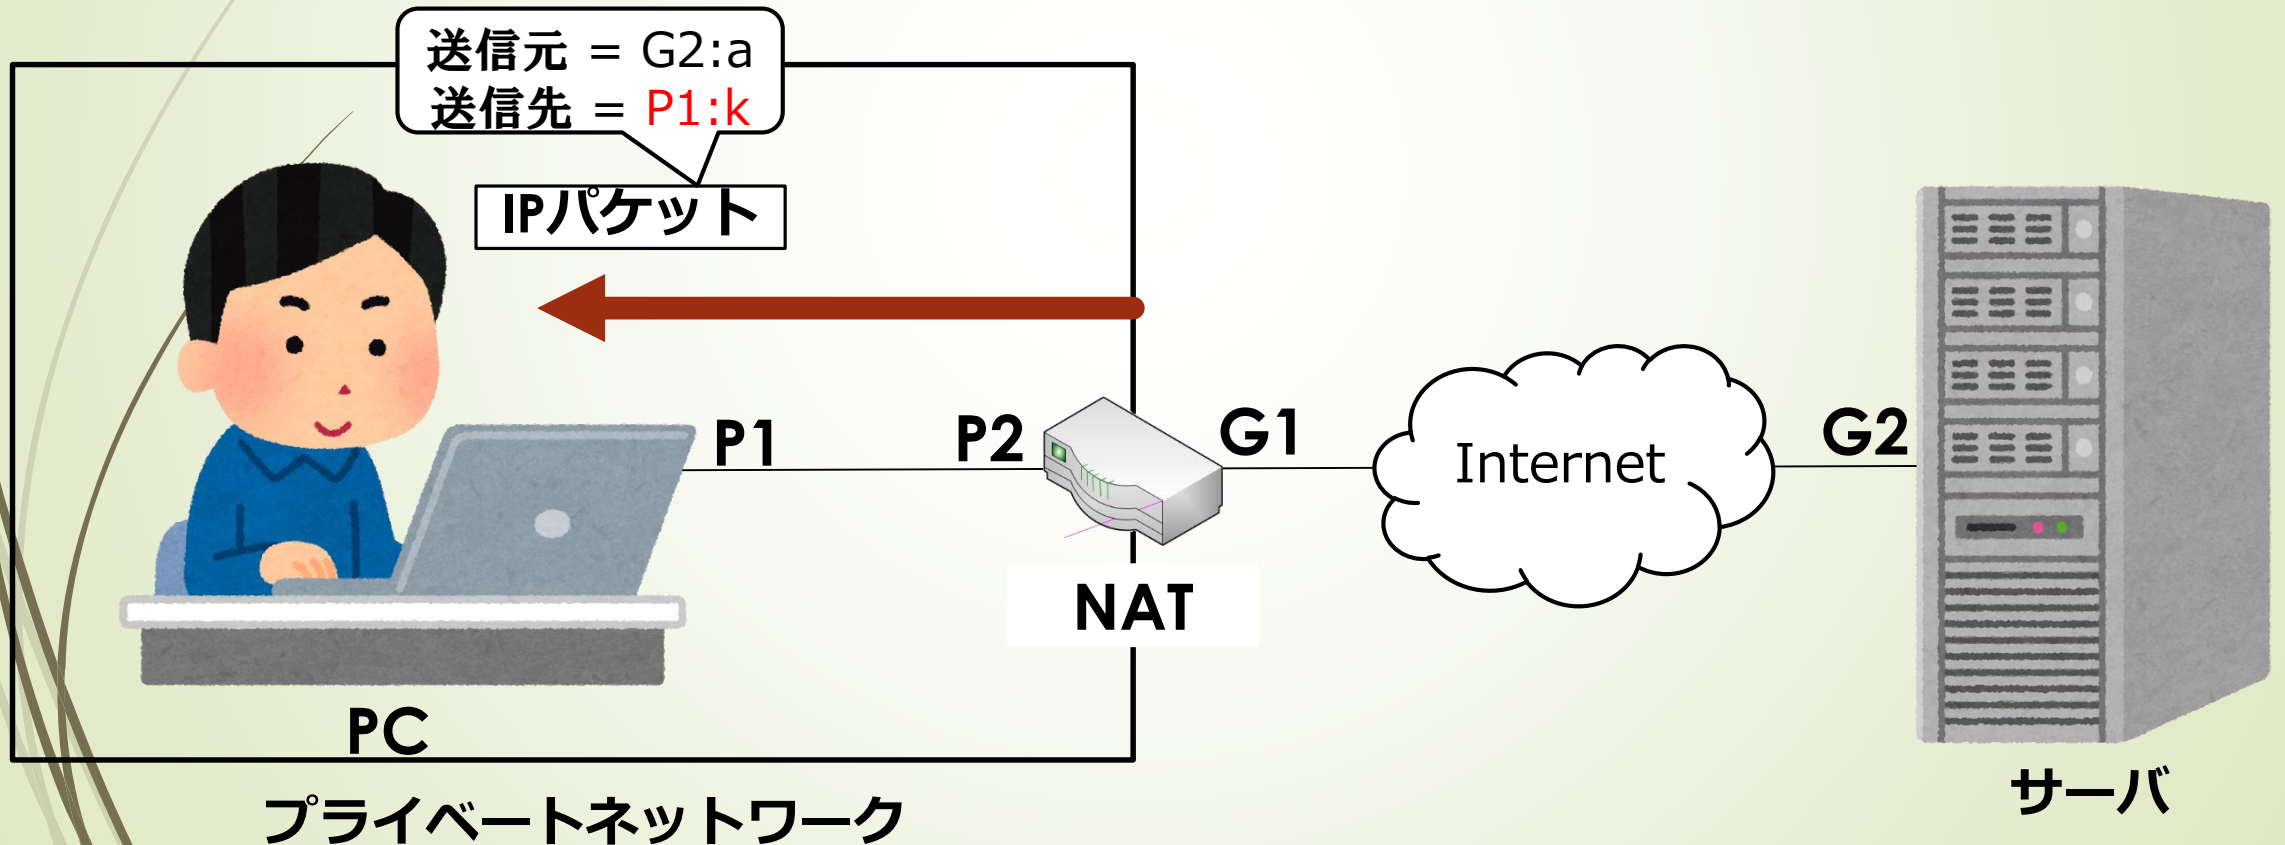 送信元 = G2:a
送信先 = P1:k
IPパケット
P1
P2
G1
Internet
G2
NAT
PC
サーバ
プライベートネットワーク